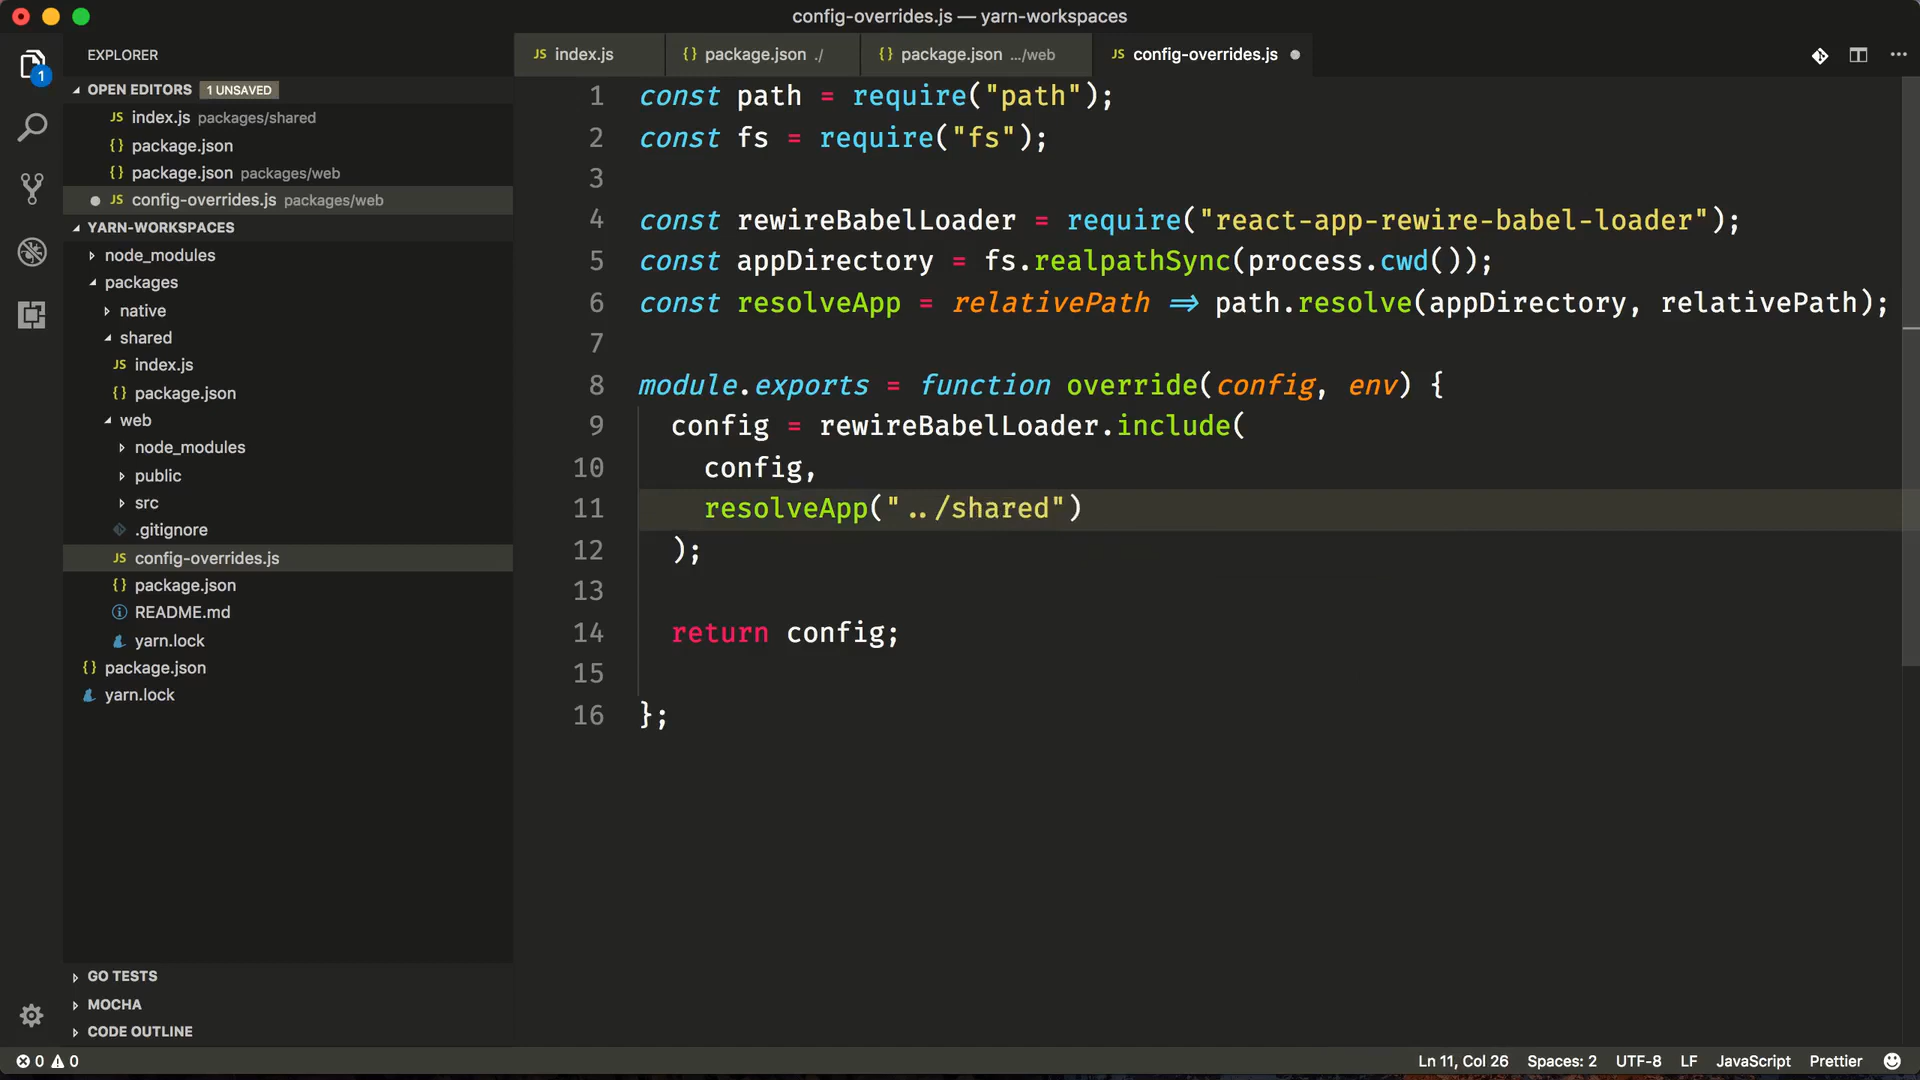 config-overrides.js — yarn-workspaces
EXPLORER
OPEN EDITORS 1 UNSAVED
JS index.js packages/shared
{} package.json
{} package.json packages/web
JS config-overrides.js packages/web
YARN-WORKSPACES
node_modules
packages
native
shared
JS index.js
{} package.json
web
node_modules
public
src
.gitignore
JS config-overrides.js
{} package.json
README.md
yarn.lock
{} package.json
yarn.lock
GO TESTS
MOCHA
CODE OUTLINE
1
JS index.js
{} package.json ./
{} package.json .../web
JS config-overrides.js
1 const path = require("path");
2 const fs = require("fs");
3
4 const rewireBabelLoader = require("react-app-rewire-babel-loader");
5 const appDirectory = fs.realpathSync(process.cwd());
6 const resolveApp = relativePath => path.resolve(appDirectory, relativePath);
7
8 module.exports = function override(config, env) {
9 config = rewireBabelLoader.include(
10 config,
11 resolveApp("../shared")
12 );
13
14 return config;
15
16 };
0 0
Ln 11, Col 26 Spaces: 2 UTF-8 LF JavaScript Prettier